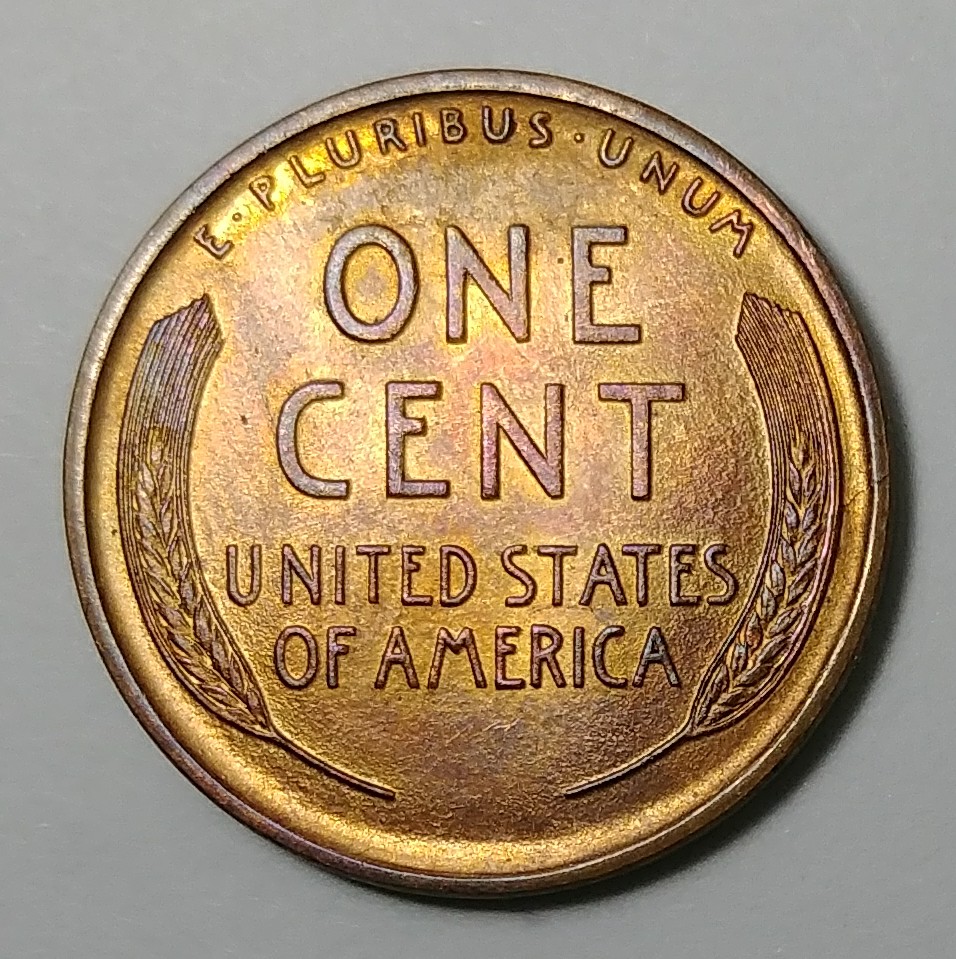 E · PLURIBUS · UNUM
ONE
CENT
UNITED STATES
OF AMERICA